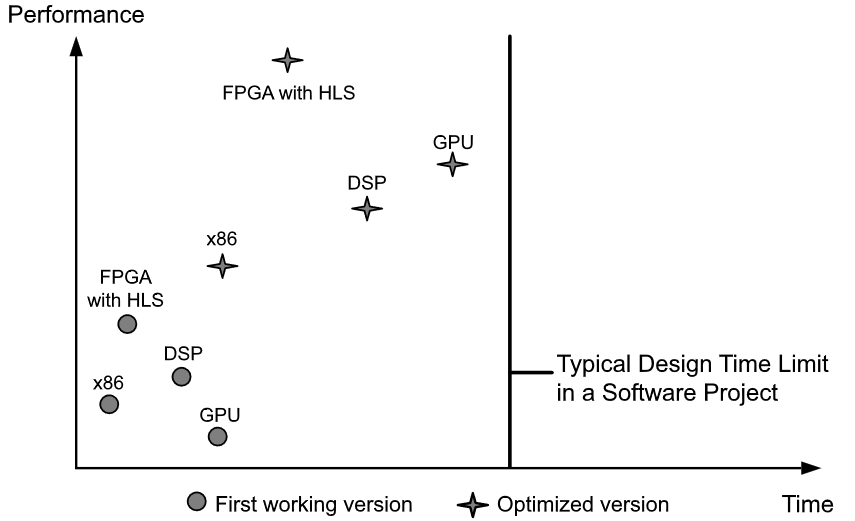 Performance
FPGA with HLS
GPU
DSP
x86
FPGA
with HLS
DSP
x86
GPU
Typical Design Time Limit
in a Software Project
First working version
Optimized version
Time